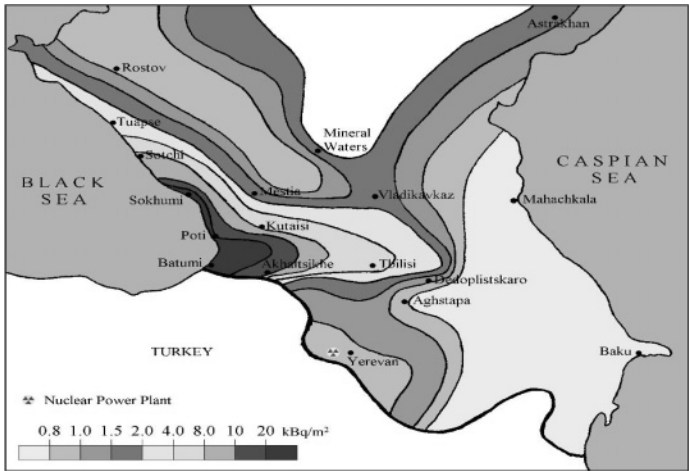 Astrakhan
Rostov
Tuapse
Mineral
Waters
Sotchi
CASPIAN
SEA
BLACK
SEA
Mestia
Vladikavkaz
Sokhumi
Mahachkala
Kutaisi
Poti
Batumi
Akhaltsikhe
Tbilisi
Dedoplistskaro
Aghstapa
TURKEY
Yerevan
Baku
Nuclear Power Plant
0.8 1.0 1.5 2.0 4.0 8.0 10 20 kBq/m²